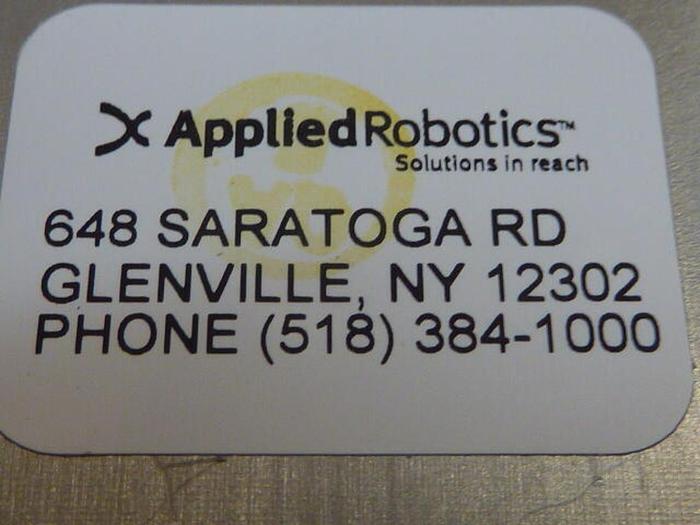 Applied Robotics™
Solutions in reach
648 SARATOGA RD
GLENVILLE, NY 12302
PHONE (518) 384-1000